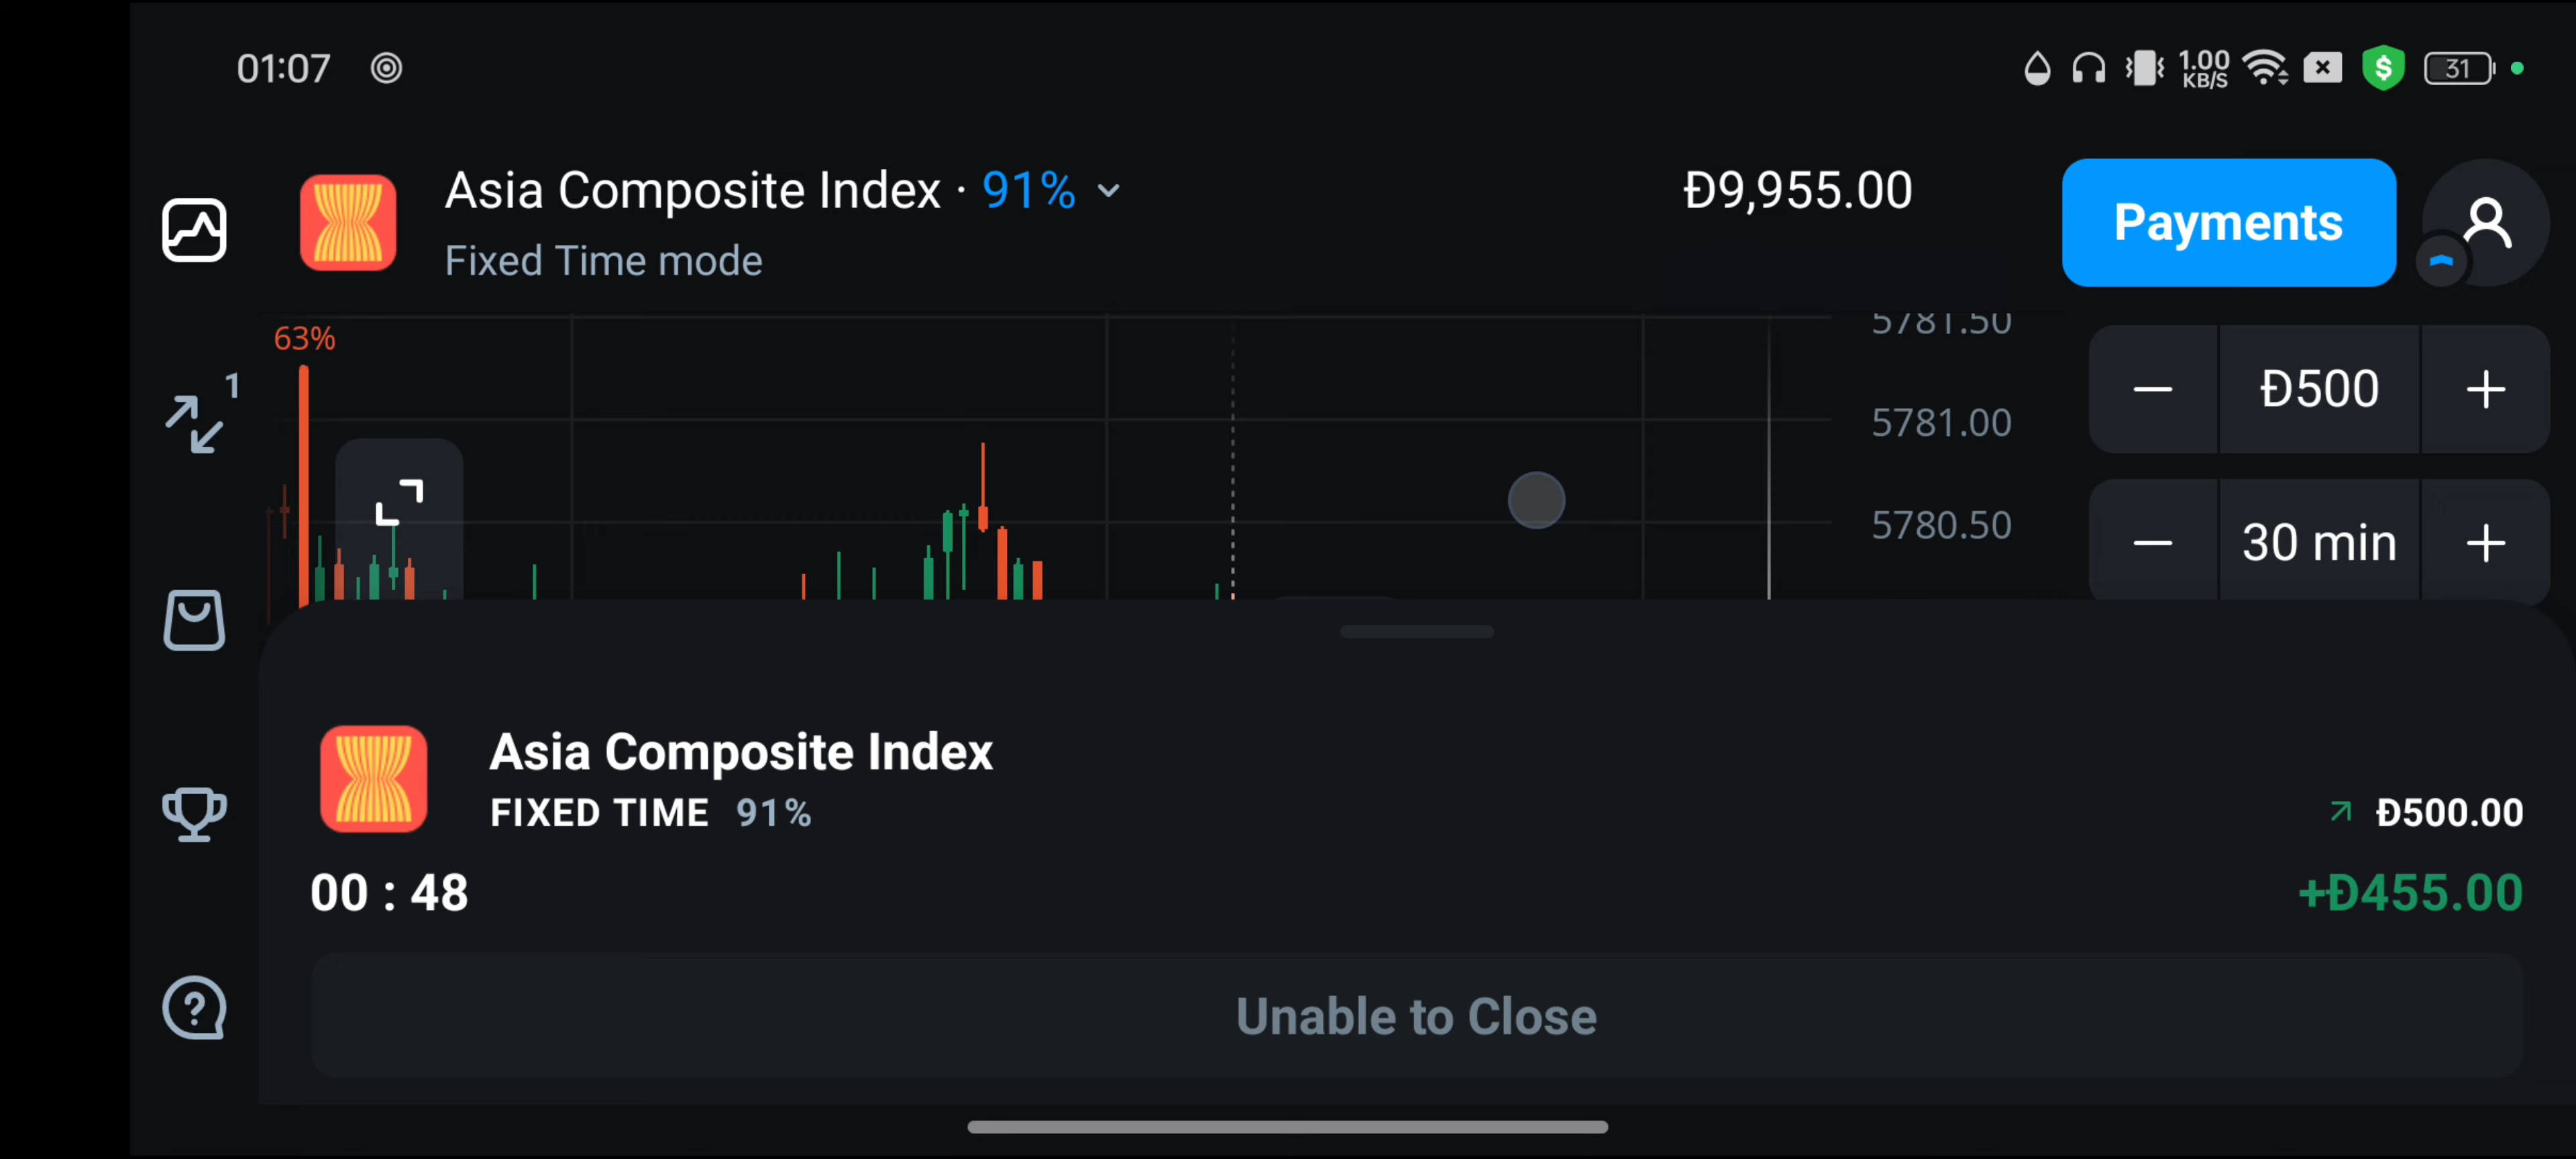 01:07
1.00
KB/S
31
Asia Composite Index · 91%
Fixed Time mode
Đ9,955.00
Payments
63%
1
5781.50
5781.00
5780.50
Đ500
30 min
Asia Composite Index
FIXED TIME 91%
Đ500.00
00 : 48
+Đ455.00
Unable to Close